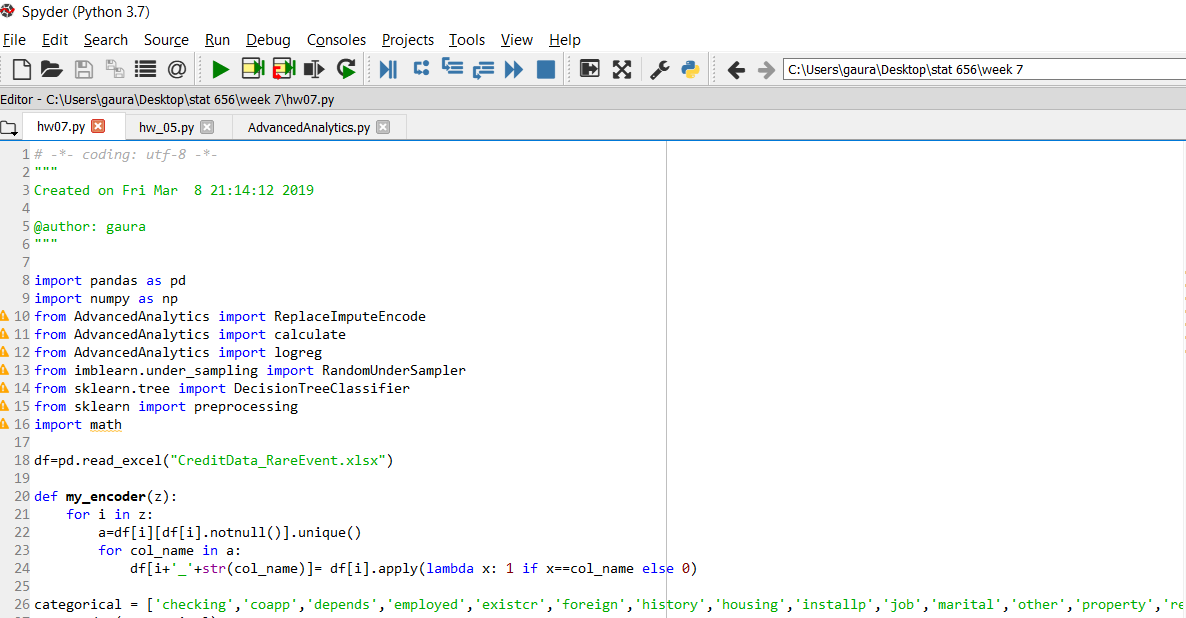 Spyder (Python 3.7)
File Edit Search Source Run Debug Consoles Projects Tools View Help
C:\Users\gaura\Desktop\stat 656\week 7
Editor - C:\Users\gaura\Desktop\stat 656\week 7\hw07.py
hw07.py hw_05.py AdvancedAnalytics.py
1 # -*- coding: utf-8 -*-
2 """
3 Created on Fri Mar  8 21:14:12 2019
4
5 @author: gaura
6 """
7
8 import pandas as pd
9 import numpy as np
10 from AdvancedAnalytics import ReplaceImputeEncode
11 from AdvancedAnalytics import calculate
12 from AdvancedAnalytics import logreg
13 from imblearn.under_sampling import RandomUnderSampler
14 from sklearn.tree import DecisionTreeClassifier
15 from sklearn import preprocessing
16 import math
17
18 df=pd.read_excel("CreditData_RareEvent.xlsx")
19
20 def my_encoder(z):
21     for i in z:
22         a=df[i][df[i].notnull()].unique()
23         for col_name in a:
24             df[i+'_'+str(col_name)]= df[i].apply(lambda x: 1 if x==col_name else 0)
25
26 categorical = ['checking','coapp','depends','employed','existcr','foreign','history','housing','installp','job','marital','other','property','re